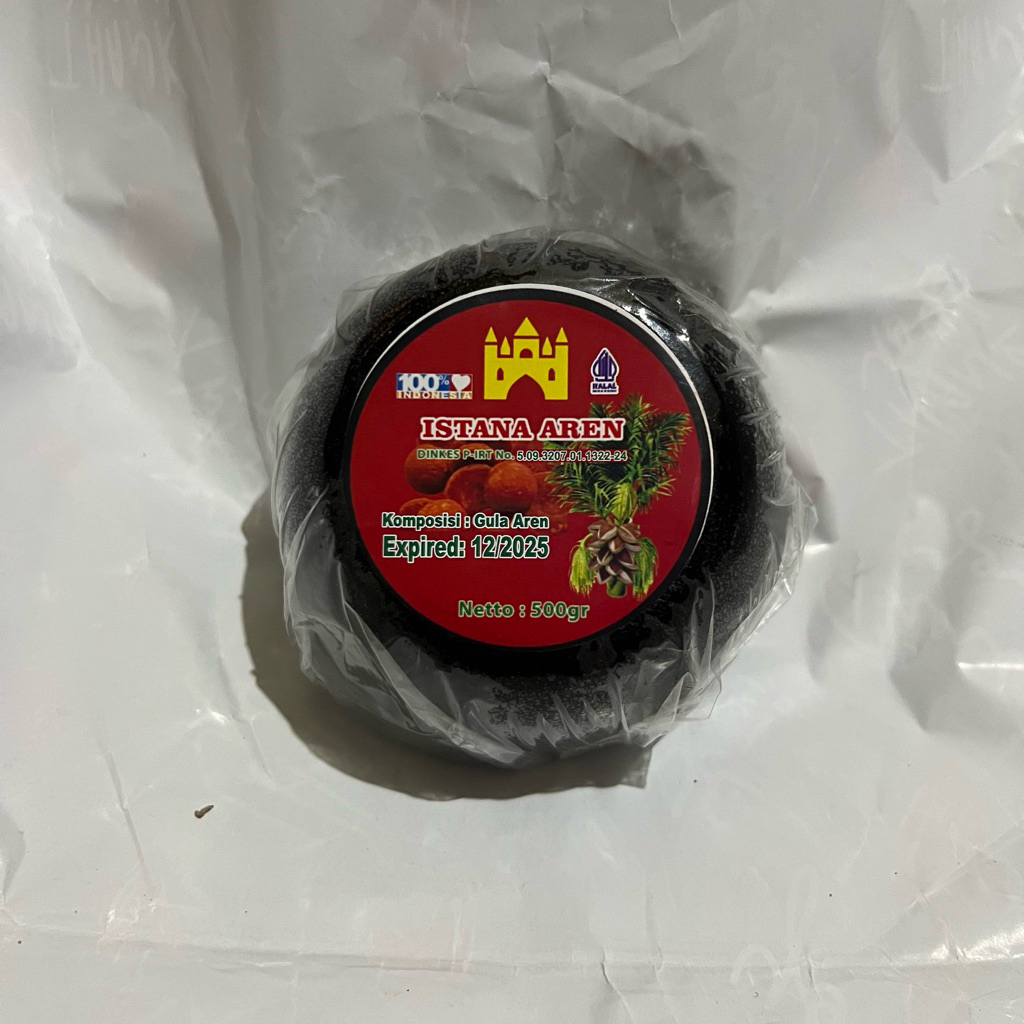 100%
INDONESIA
HALAL
INDONESIA
ISTANA AREN
DINKES P-IRT No. 5.09.3207.01.1322-24
Komposisi : Gula Aren
Expired: 12/2025
Netto : 500gr